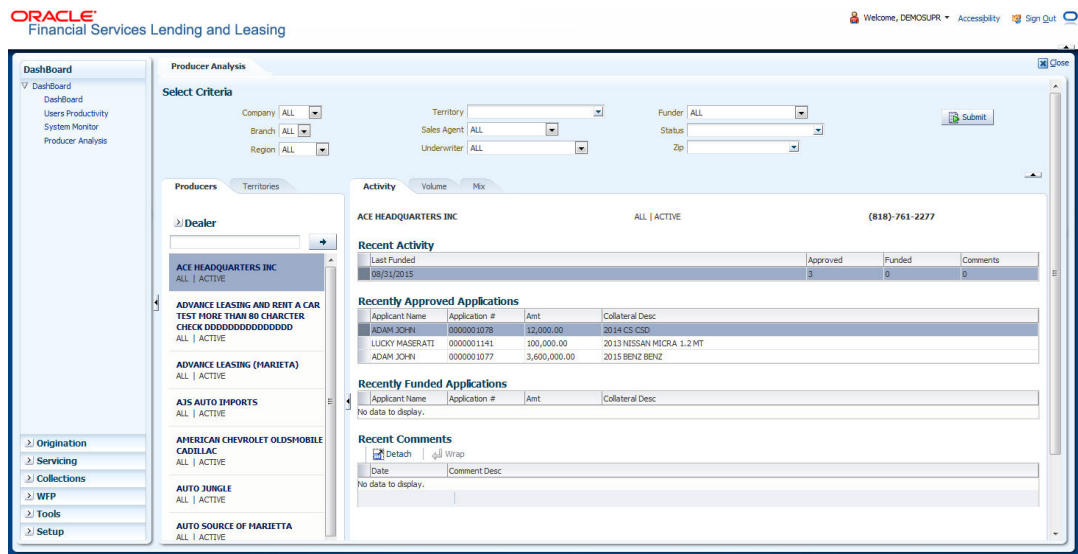 ORACLE
Financial Services Lending and Leasing
Welcome, DEMOSUPR Accessibility Sign Out
DashBoard
DashBoard
DashBoard
Users Productivity
System Monitor
Producer Analysis
Origination
Servicing
Collections
WFP
Tools
Setup
Producer Analysis
Close
Select Criteria
Company ALL Territory Funder ALL
Submit
Branch ALL Sales Agent ALL Status
Region ALL Underwriter ALL Zip
Producers Territories
Dealer
ACE HEADQUARTERS INC
ALL | ACTIVE
ADVANCE LEASING AND RENT A CAR
TEST MORE THAN 80 CHARCTER
CHECK DDDDDDDDDDDDDDD
ALL | ACTIVE
ADVANCE LEASING (MARIETA)
ALL | ACTIVE
AJS AUTO IMPORTS
ALL | ACTIVE
AMERICAN CHEVROLET OLDSMOBILE
CADILLAC
ALL | ACTIVE
AUTO JUNGLE
ALL | ACTIVE
AUTO SOURCE OF MARIETTA
ALL | ACTIVE
Activity Volume Mix
ACE HEADQUARTERS INC ALL | ACTIVE (818)-761-2277
Recent Activity
Last Funded Approved Funded Comments
08/31/2015 3 0 0
Recently Approved Applications
Applicant Name Application # Amt Collateral Desc
ADAM JOHN 0000001078 12,000.00 2014 CS CSD
LUCKY MASERATI 0000001141 100,000.00 2013 NISSAN MICRA 1.2 MT
ADAM JOHN 0000001077 3,600,000.00 2015 BENZ BENZ
Recently Funded Applications
Applicant Name Application # Amt Collateral Desc
No data to display.
Recent Comments
Detach Wrap
Date Comment Desc
No data to display.